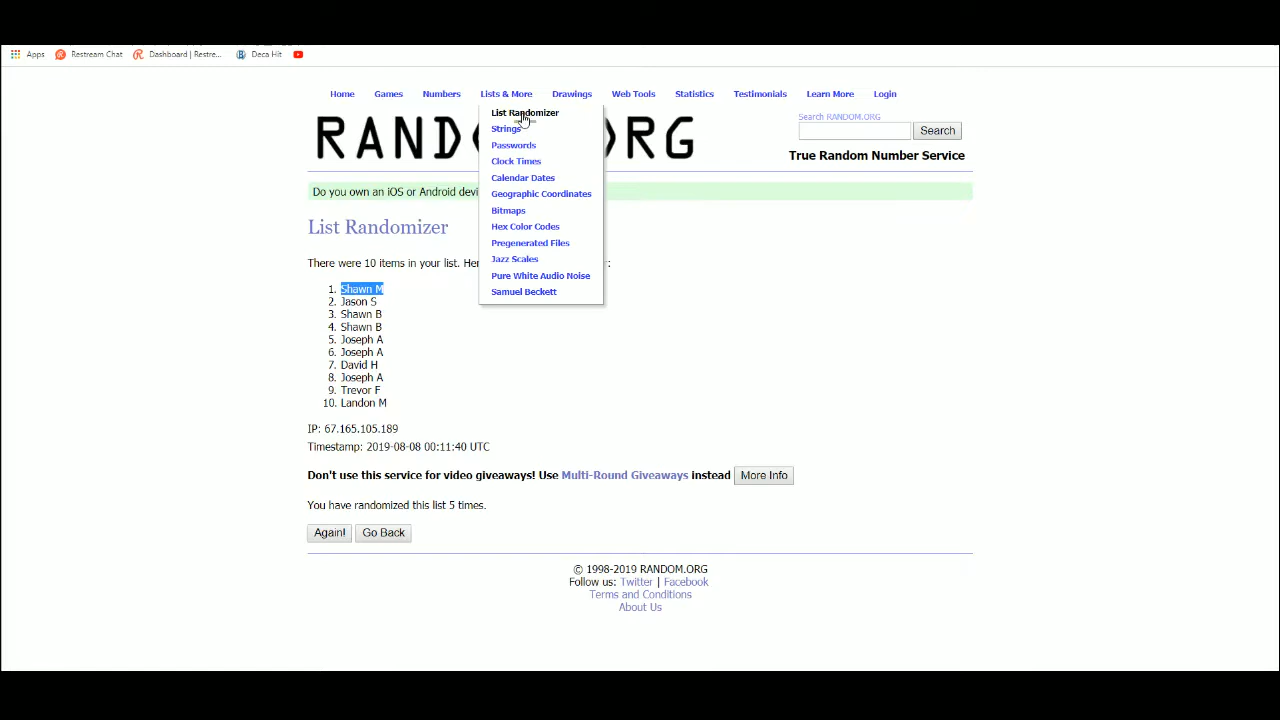 Apps Restream Chat Dashboard | Restre... Deca Hit
Home Games Numbers Lists & More Drawings Web Tools Statistics Testimonials Learn More Login
List Randomizer
Strings
Passwords
Clock Times
Calendar Dates
Geographic Coordinates
Bitmaps
Hex Color Codes
Pregenerated Files
Jazz Scales
Pure White Audio Noise
Samuel Beckett
Search RANDOM.ORG
Search
True Random Number Service
Do you own an iOS or Android
List Randomizer
There were 10 items in your list.
1. Shawn M
2. Jason S
3. Shawn B
4. Shawn B
5. Joseph A
6. Joseph A
7. David H
8. Joseph A
9. Trevor F
10. Landon M
IP: 67.165.105.189
Timestamp: 2019-08-08 00:11:40 UTC
Don't use this service for video giveaways! Use Multi-Round Giveaways instead More Info
You have randomized this list 5 times.
Again! Go Back
© 1998-2019 RANDOM.ORG
Follow us: Twitter | Facebook
Terms and Conditions
About Us